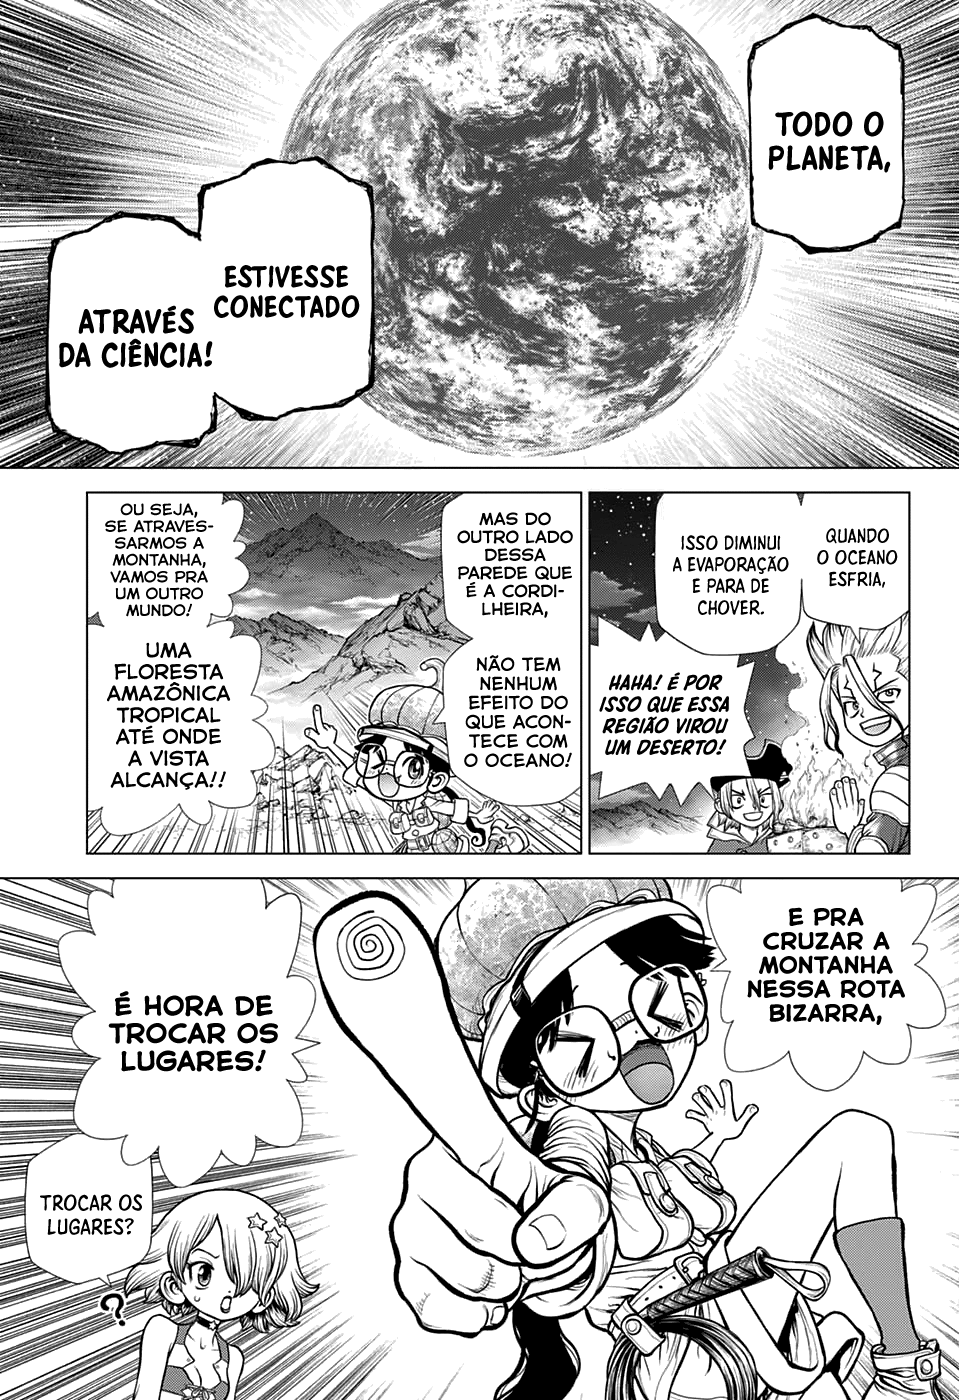 TODO O
PLANETA,
ESTIVESSE
CONECTADO
ATRAVÉS
DA CIÊNCIA!
QUANDO
O OCEANO
ESFRIA,
ISSO DIMINUI
A EVAPORAÇÃO
E PARA DE
CHOVER.
HAHA! É POR
ISSO QUE ESSA
REGIÃO VIROU
UM DESERTO!
MAS DO
OUTRO LADO
DESSA
PAREDE QUE
É A CORDI-
LHEIRA,
NÃO TEM
NENHUM
EFEITO DO
QUE ACON-
TECE COM
O OCEANO!
OU SEJA,
SE ATRAVES-
SARMOS A
MONTANHA,
VAMOS PRA
UM OUTRO
MUNDO!
UMA
FLORESTA
AMAZÔNICA
TROPICAL
ATÉ ONDE
A VISTA
ALCANÇA!!
E PRA
CRUZAR A
MONTANHA
NESSA ROTA
BIZARRA,
É HORA DE
TROCAR OS
LUGARES!
TROCAR OS
LUGARES?
?